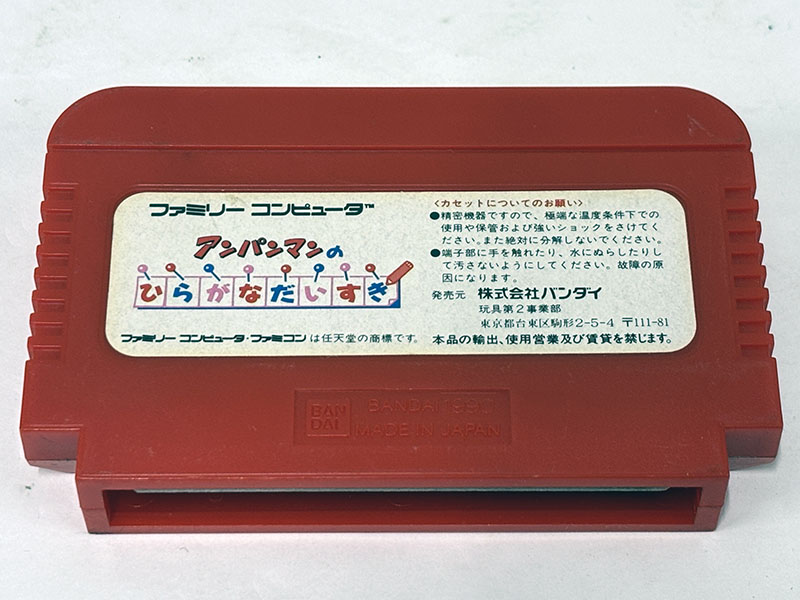 ファミリー コンピュータ™
アンパンマンの
ひらがなだいすき
ファミリー コンピュータ・ファミコン は任天堂の商標です。
〈カセットについてのお願い〉
●精密機器ですので、極端な温度条件下での
使用や保管および強いショックをさけてく
ださい。また絶対に分解しないでください。
●端子部に手を触れたり、水にぬらしたりし
て汚さないようにしてください。故障の原
因になります。
発売元 株式会社バンダイ
玩具第2事業部
東京都台東区駒形2-5-4 〒111-81
本品の輸出、使用営業及び賃貸を禁じます。
BAN
DAI
BANDAI 1990
MADE IN JAPAN